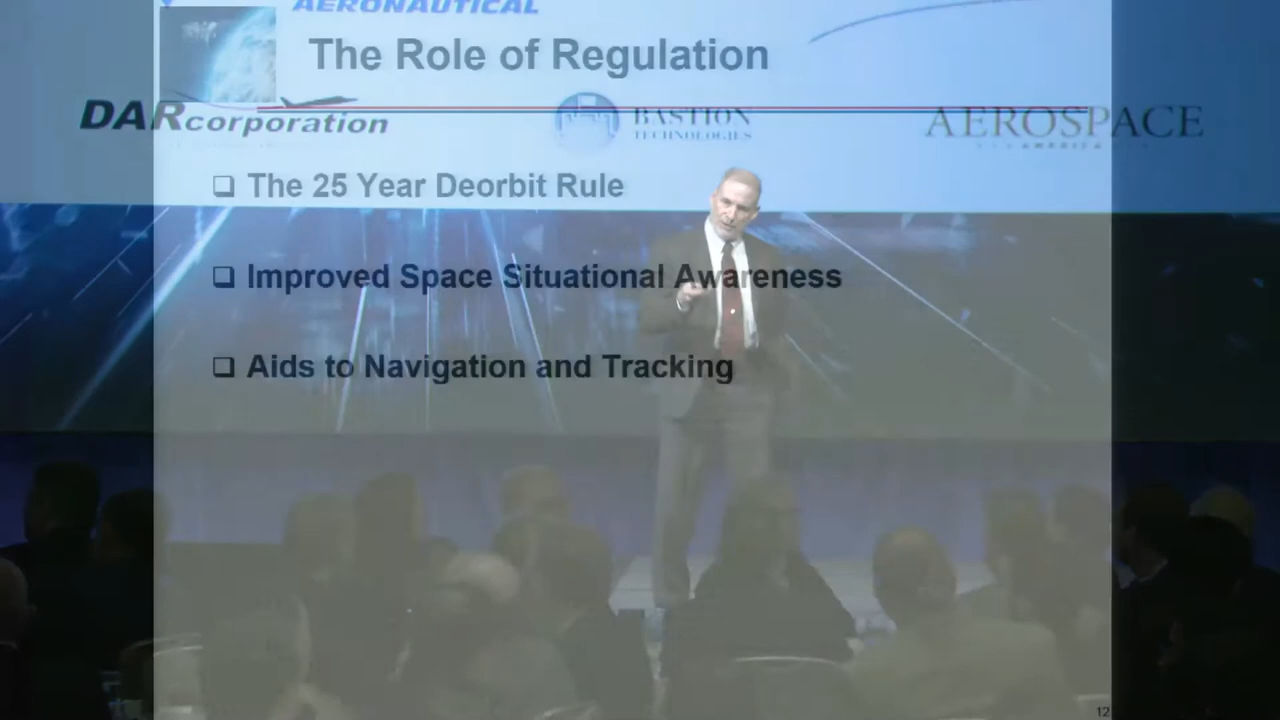 AERONAUTICAL
The Role of Regulation
DARcorporation
BASTION
TECHNOLOGIES
AEROSPACE
AMERICA
❑ The 25 Year Deorbit Rule
❑ Improved Space Situational Awareness
❑ Aids to Navigation and Tracking
12